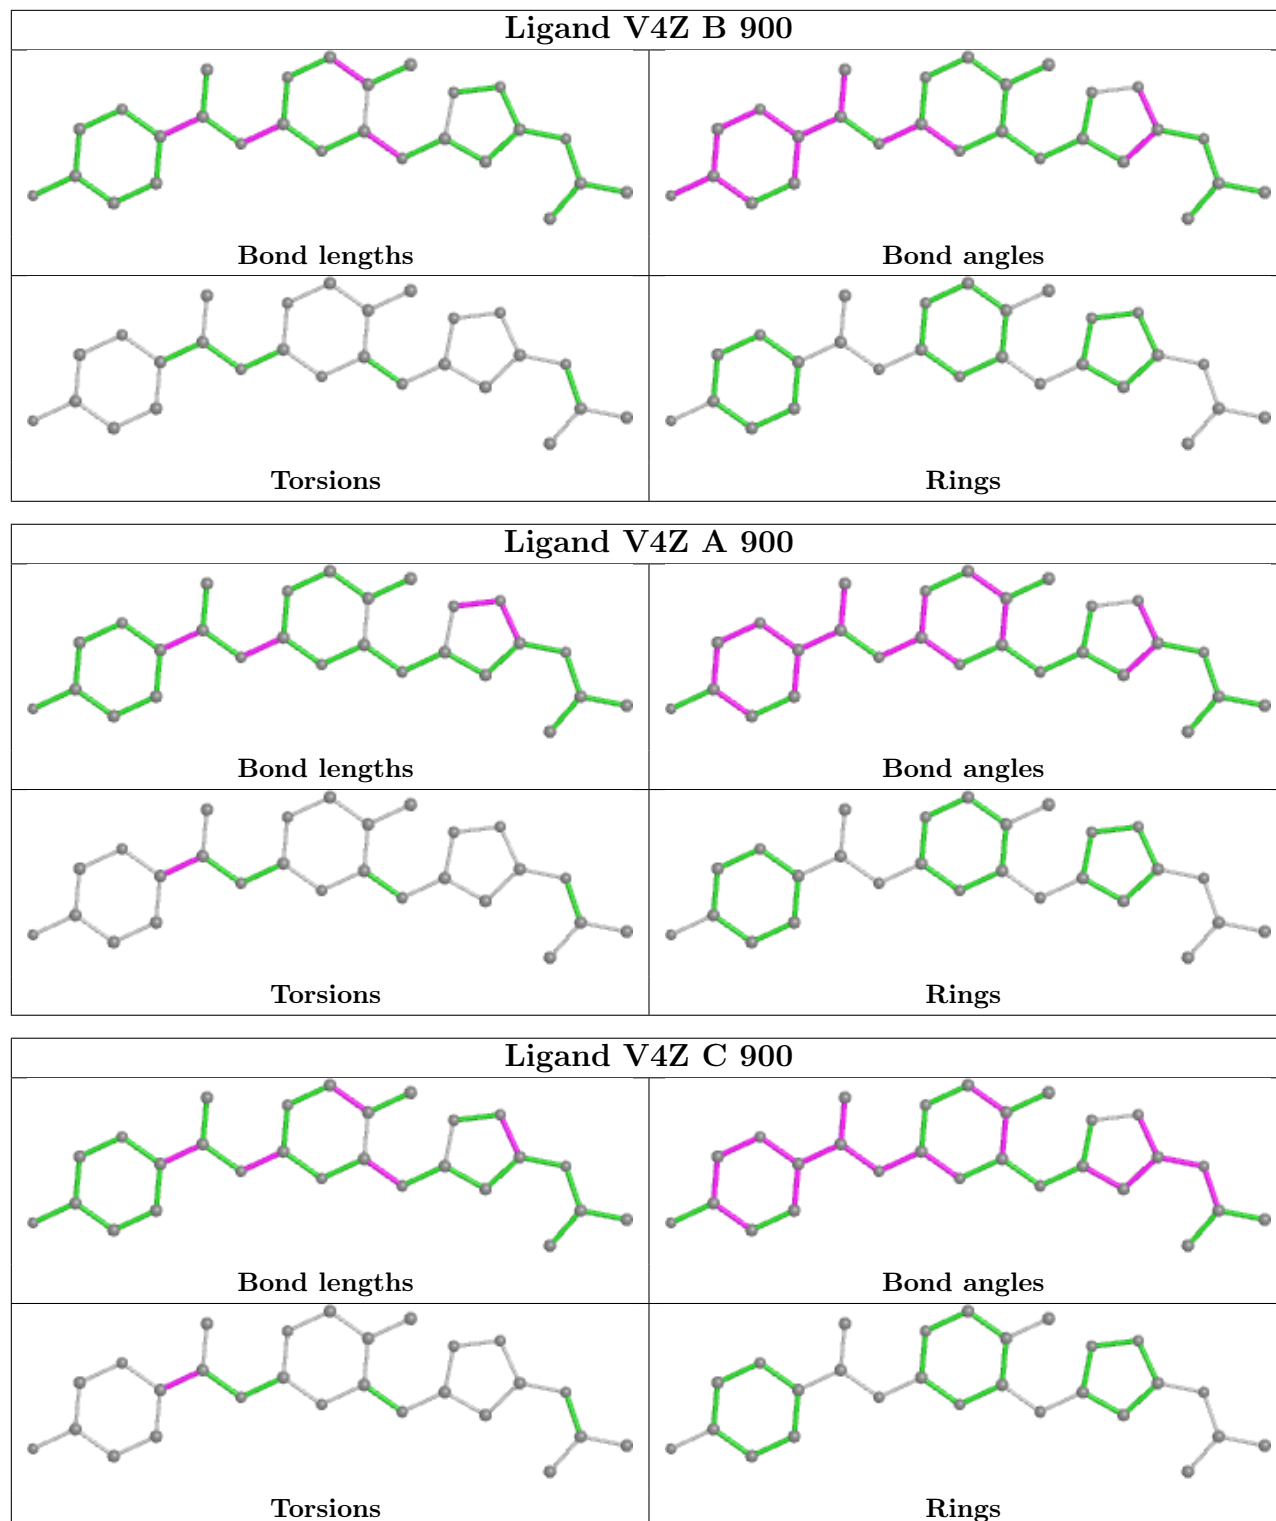 Ligand V4Z B 900
Bond lengths
Bond angles
Torsions
Rings
Ligand V4Z A 900
Bond lengths
Bond angles
Torsions
Rings
Ligand V4Z C 900
Bond lengths
Bond angles
Torsions
Rings